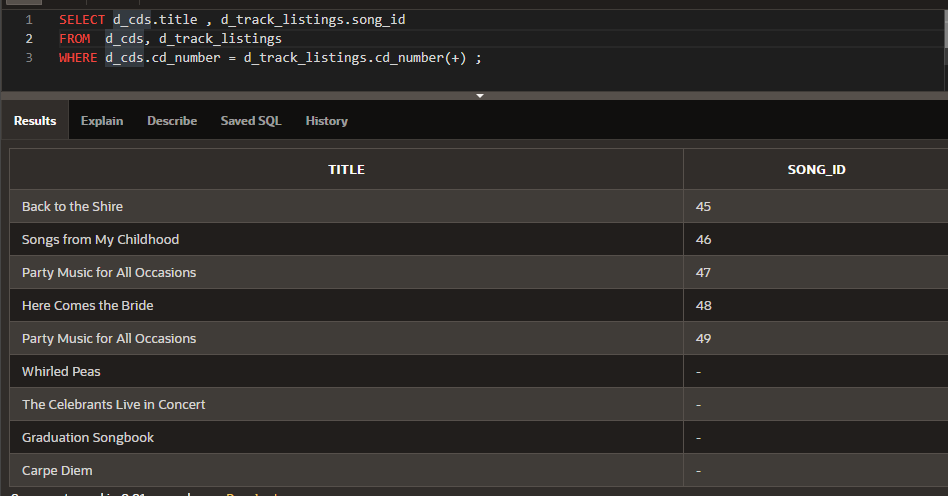 1 SELECT d_cds.title , d_track_listings.song_id
2 FROM  d_cds, d_track_listings
3 WHERE d_cds.cd_number = d_track_listings.cd_number(+) ;
Results Explain Describe Saved SQL History
TITLE SONG_ID
Back to the Shire 45
Songs from My Childhood 46
Party Music for All Occasions 47
Here Comes the Bride 48
Party Music for All Occasions 49
Whirled Peas -
The Celebrants Live in Concert -
Graduation Songbook -
Carpe Diem -